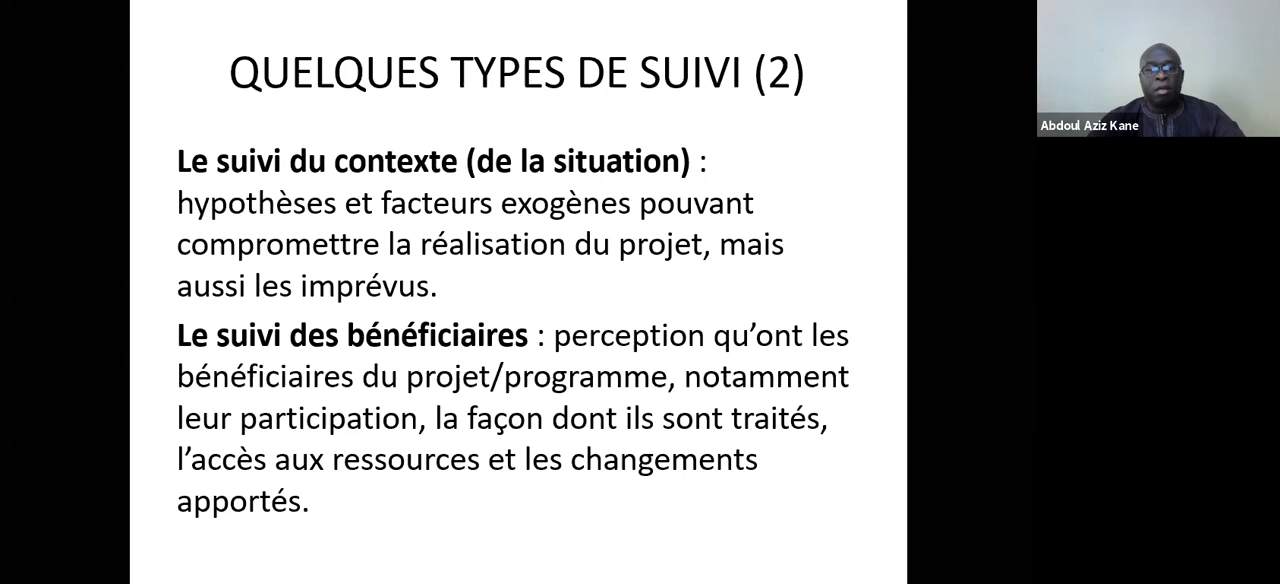 QUELQUES TYPES DE SUIVI (2)
Le suivi du contexte (de la situation) :
hypothèses et facteurs exogènes pouvant
compromettre la réalisation du projet, mais
aussi les imprévus.
Le suivi des bénéficiaires : perception qu’ont les
bénéficiaires du projet/programme, notamment
leur participation, la façon dont ils sont traités,
l’accès aux ressources et les changements
apportés.
Abdoul Aziz Kane